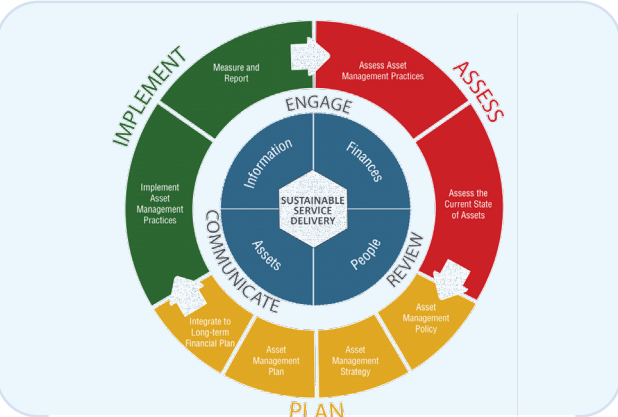 IMPLEMENT
ASSESS
PLAN
Measure and
Report
Assess Asset
Management Practices
Implement
Asset
Management
Practices
Assess the
Current State
of Assets
Integrate to
Long-term
Financial Plan
Asset
Management
Plan
Asset
Management
Strategy
Asset
Management
Policy
ENGAGE
COMMUNICATE
REVIEW
Information
Finances
Assets
People
SUSTAINABLE
SERVICE
DELIVERY